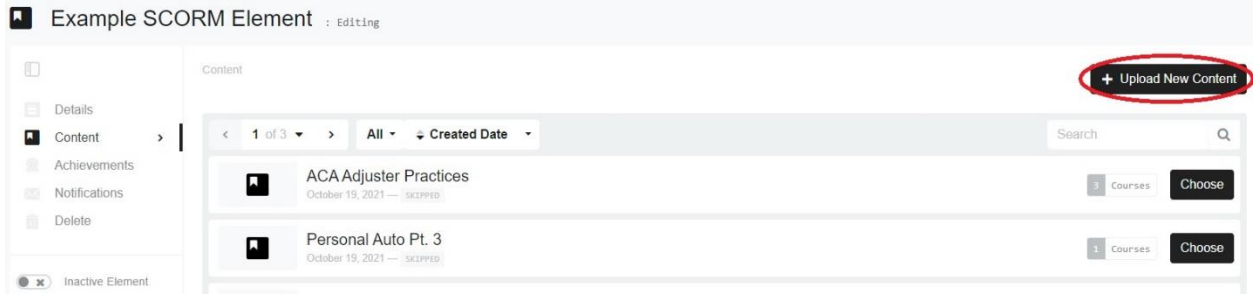 Example SCORM Element : Editing
Content
+ Upload New Content
Details
Content
Achievements
Notifications
Delete
Inactive Element
1 of 3 All Created Date Search
ACA Adjuster Practices
October 19, 2021 — SKIPPED
3 Courses Choose
Personal Auto Pt. 3
October 19, 2021 — SKIPPED
1 Courses Choose